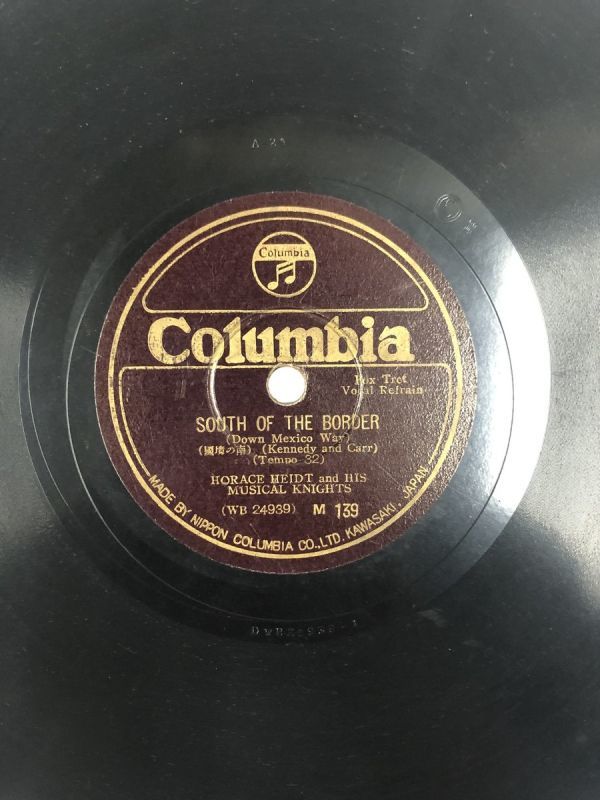 Columbia
Columbia
Fox Trot
Vocal Refrain
SOUTH OF THE BORDER
(Down Mexico Way)
(國境の南) (Kennedy and Carr)
(Tempo 32)
HORACE HEIDT and HIS
MUSICAL KNIGHTS
(WB 24939) M 139
MADE BY NIPPON COLUMBIA CO., LTD. KAWASAKI, JAPAN.